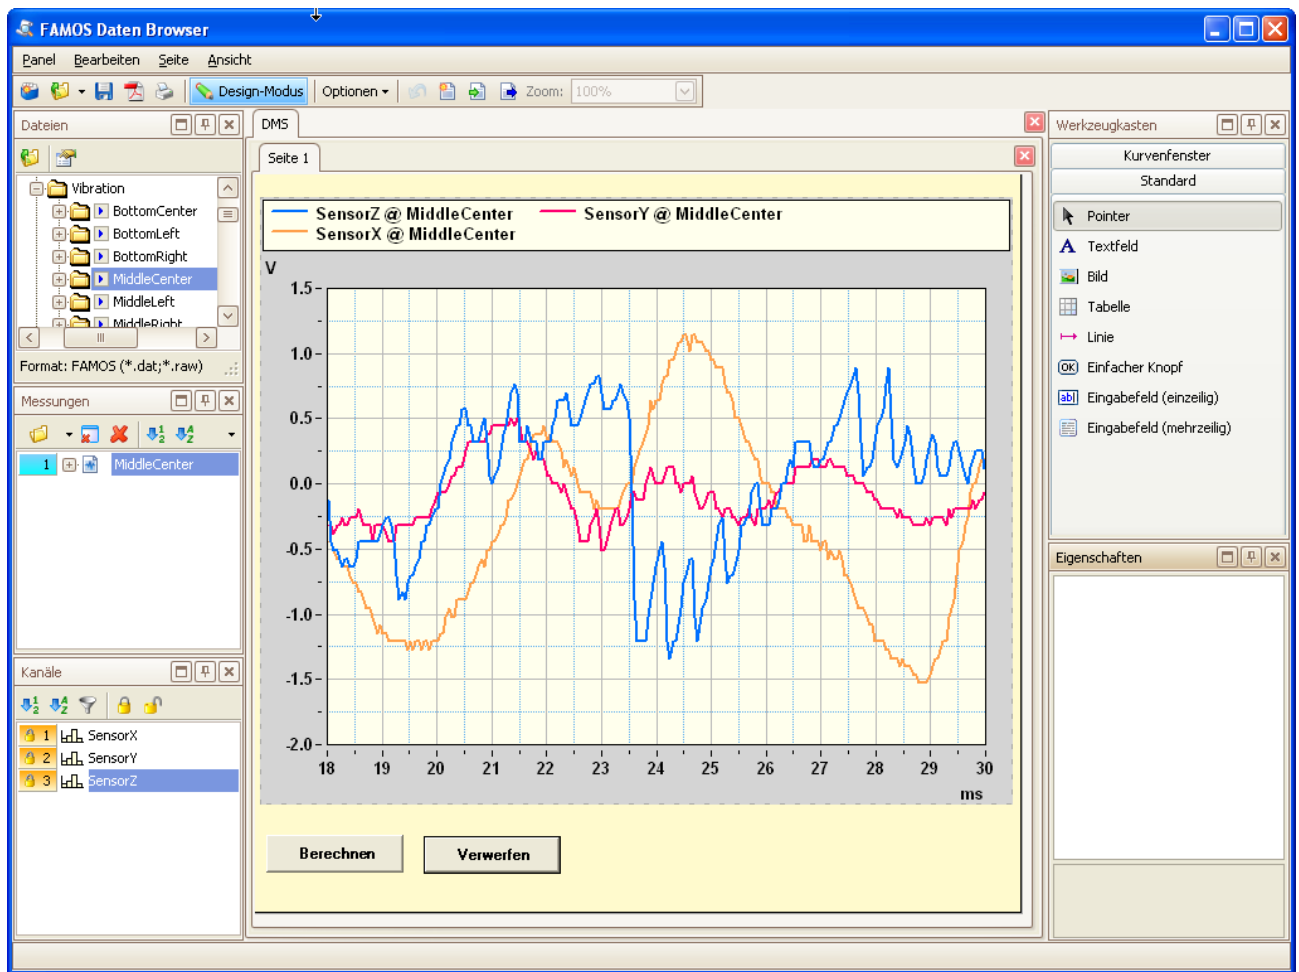 FAMOS Daten Browser
Panel Bearbeiten Seite Ansicht
Design-Modus Optionen Zoom: 100%
Dateien
Vibration
BottomCenter
BottomLeft
BottomRight
MiddleCenter
MiddleLeft
MiddleRight
Format: FAMOS (*.dat;*.raw)
Messungen
1 MiddleCenter
Kanäle
1 SensorX
2 SensorY
3 SensorZ
DMS
Seite 1
SensorZ @ MiddleCenter SensorY @ MiddleCenter
SensorX @ MiddleCenter
V
1.5
1.0
0.5
0.0
-0.5
-1.0
-1.5
-2.0
18 19 20 21 22 23 24 25 26 27 28 29 30
ms
Berechnen Verwerfen
Werkzeugkasten
Kurvenfenster
Standard
Pointer
A Textfeld
Bild
Tabelle
Linie
OK Einfacher Knopf
ab Eingabefeld (einzeilig)
Eingabefeld (mehrzeilig)
Eigenschaften